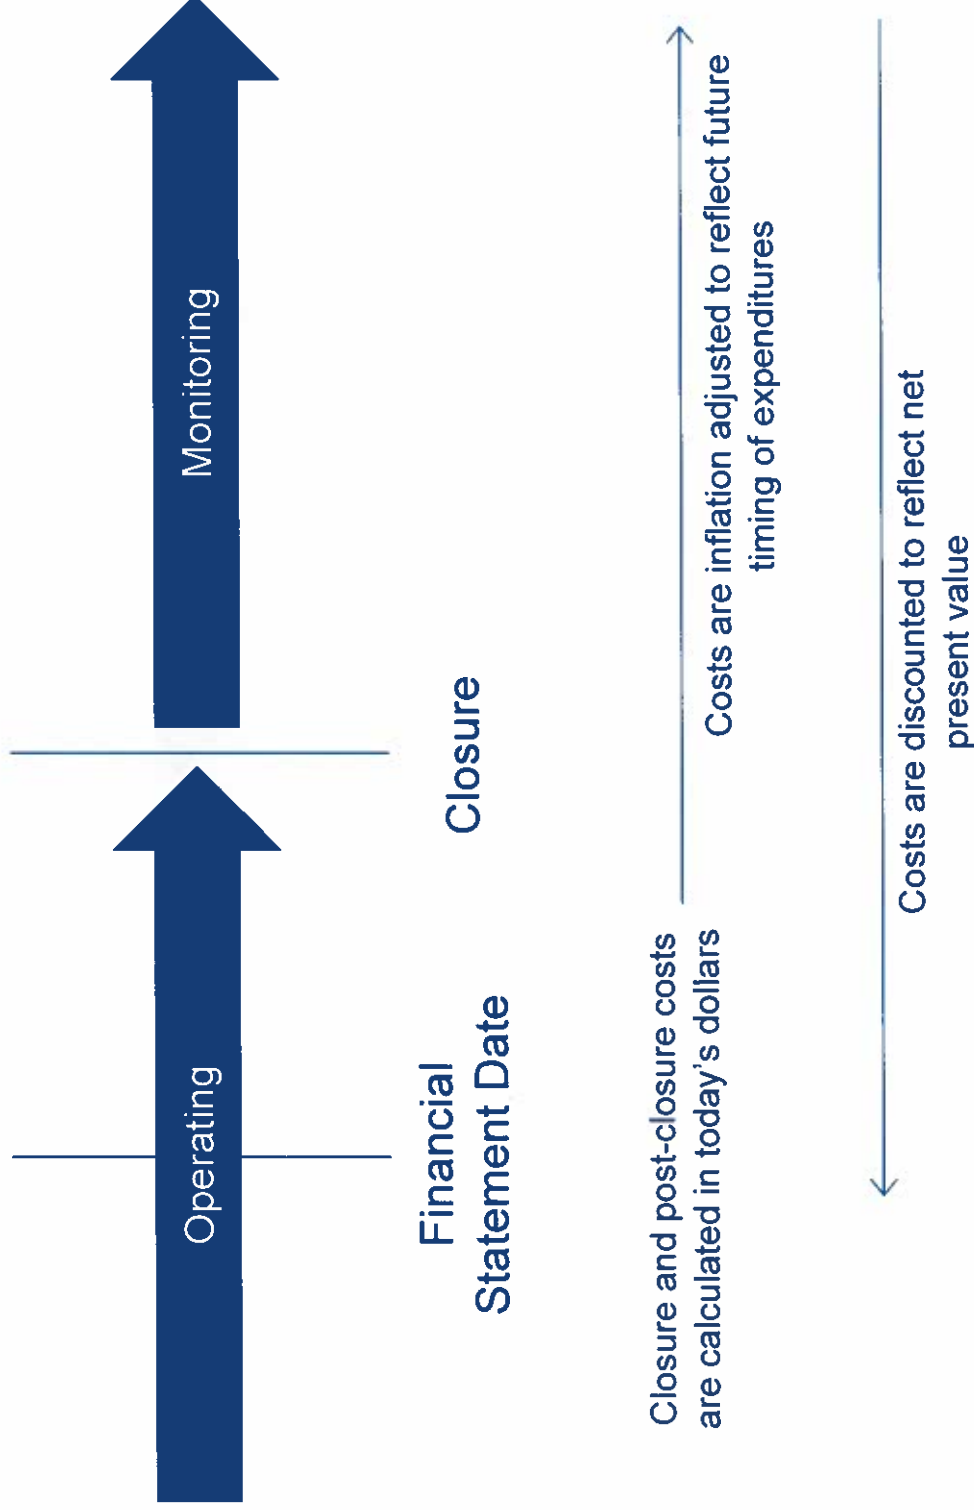 Operating
Monitoring
Financial
Statement Date
Closure
Closure and post-closure costs
are calculated in today's dollars
Costs are inflation adjusted to reflect future
timing of expenditures
Costs are discounted to reflect net
present value